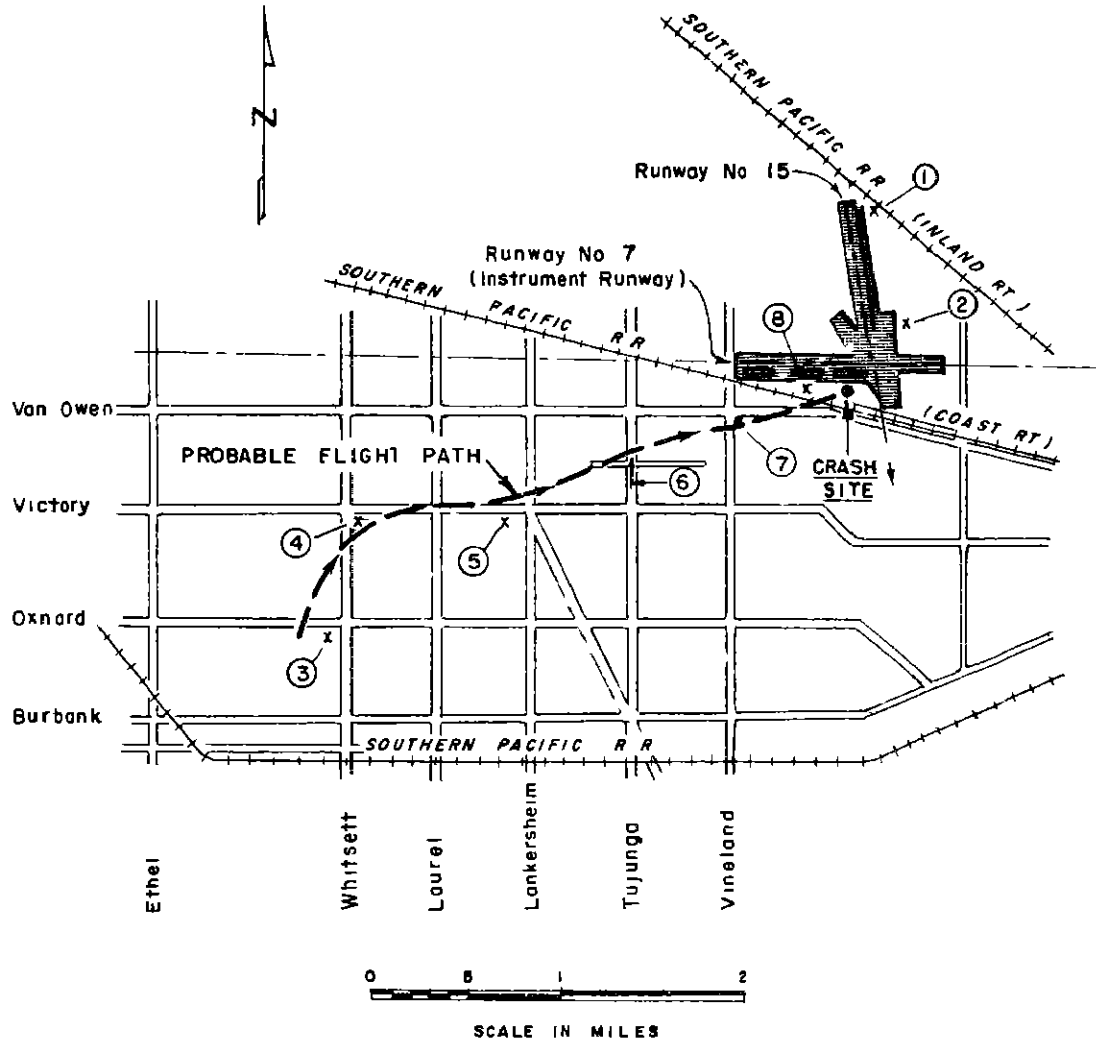 N
SOUTHERN PACIFIC RR (INLAND RT)
Runway No 15
1
Runway No 7
(Instrument Runway)
SOUTHERN PACIFIC RR
2
8
Van Owen
(COAST RT)
PROBABLE FLIGHT PATH
7
CRASH
SITE
6
Victory
4
5
Oxnard
3
Burbank
SOUTHERN PACIFIC RR
Ethel
Whitsett
Laurel
Lankersheim
Tujunga
Vineland
0 5 1 2
SCALE IN MILES